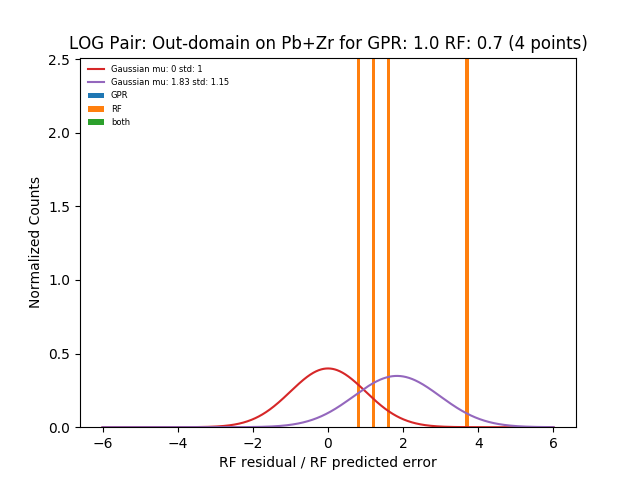 LOG Pair: Out-domain on Pb+Zr for GPR: 1.0 RF: 0.7 (4 points)
2.5
2.0
1.5
1.0
0.5
0.0
Normalized Counts
Gaussian mu: 0 std: 1
Gaussian mu: 1.83 std: 1.15
GPR
RF
both
−6 −4 −2 0 2 4 6
RF residual / RF predicted error